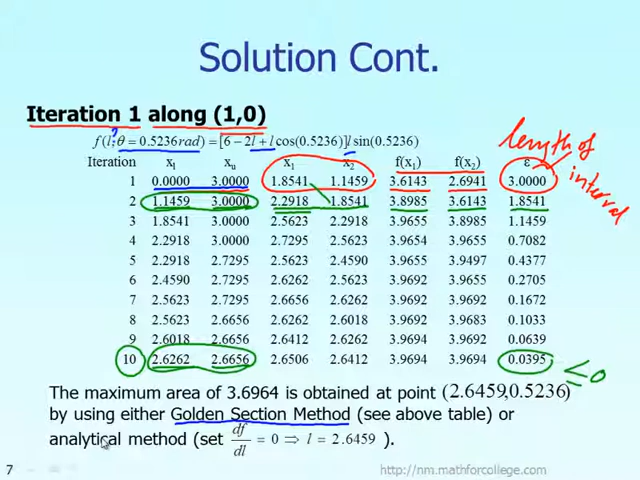 Solution Cont.
Iteration 1 along (1,0)
f(l, θ = 0.5236 rad) = [6 − 2l + l cos(0.5236)]l sin(0.5236)
length of interval
Iteration xl xu x1 x2 f(x1) f(x2) ε
1 0.0000 3.0000 1.8541 1.1459 3.6143 2.6941 3.0000
2 1.1459 3.0000 2.2918 1.8541 3.8985 3.6143 1.8541
3 1.8541 3.0000 2.5623 2.2918 3.9655 3.8985 1.1459
4 2.2918 3.0000 2.7295 2.5623 3.9654 3.9655 0.7082
5 2.2918 2.7295 2.5623 2.4590 3.9655 3.9497 0.4377
6 2.4590 2.7295 2.6262 2.5623 3.9692 3.9655 0.2705
7 2.5623 2.7295 2.6656 2.6262 3.9692 3.9692 0.1672
8 2.5623 2.6656 2.6262 2.6018 3.9692 3.9683 0.1033
9 2.6018 2.6656 2.6412 2.6262 3.9694 3.9692 0.0639
10 2.6262 2.6656 2.6506 2.6412 3.9694 3.9694 0.0395 <0
The maximum area of 3.6964 is obtained at point (2.6459,0.5236)
by using either Golden Section Method (see above table) or
analytical method (set df/dl = 0 ⇒ l = 2.6459 ).
7 http://nm.mathforcollege.com